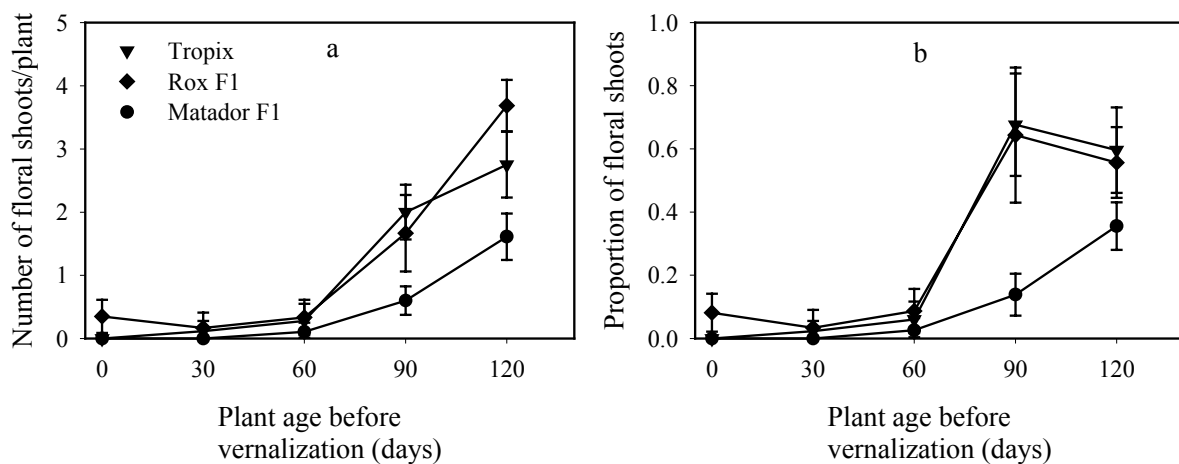 Number of floral shoots/plant
5
4
3
2
1
0
a
Tropix
Rox F1
Matador F1
0 30 60 90 120
Plant age before
vernalization (days)
Proportion of floral shoots
1.0
0.8
0.6
0.4
0.2
0.0
b
0 30 60 90 120
Plant age before
vernalization (days)